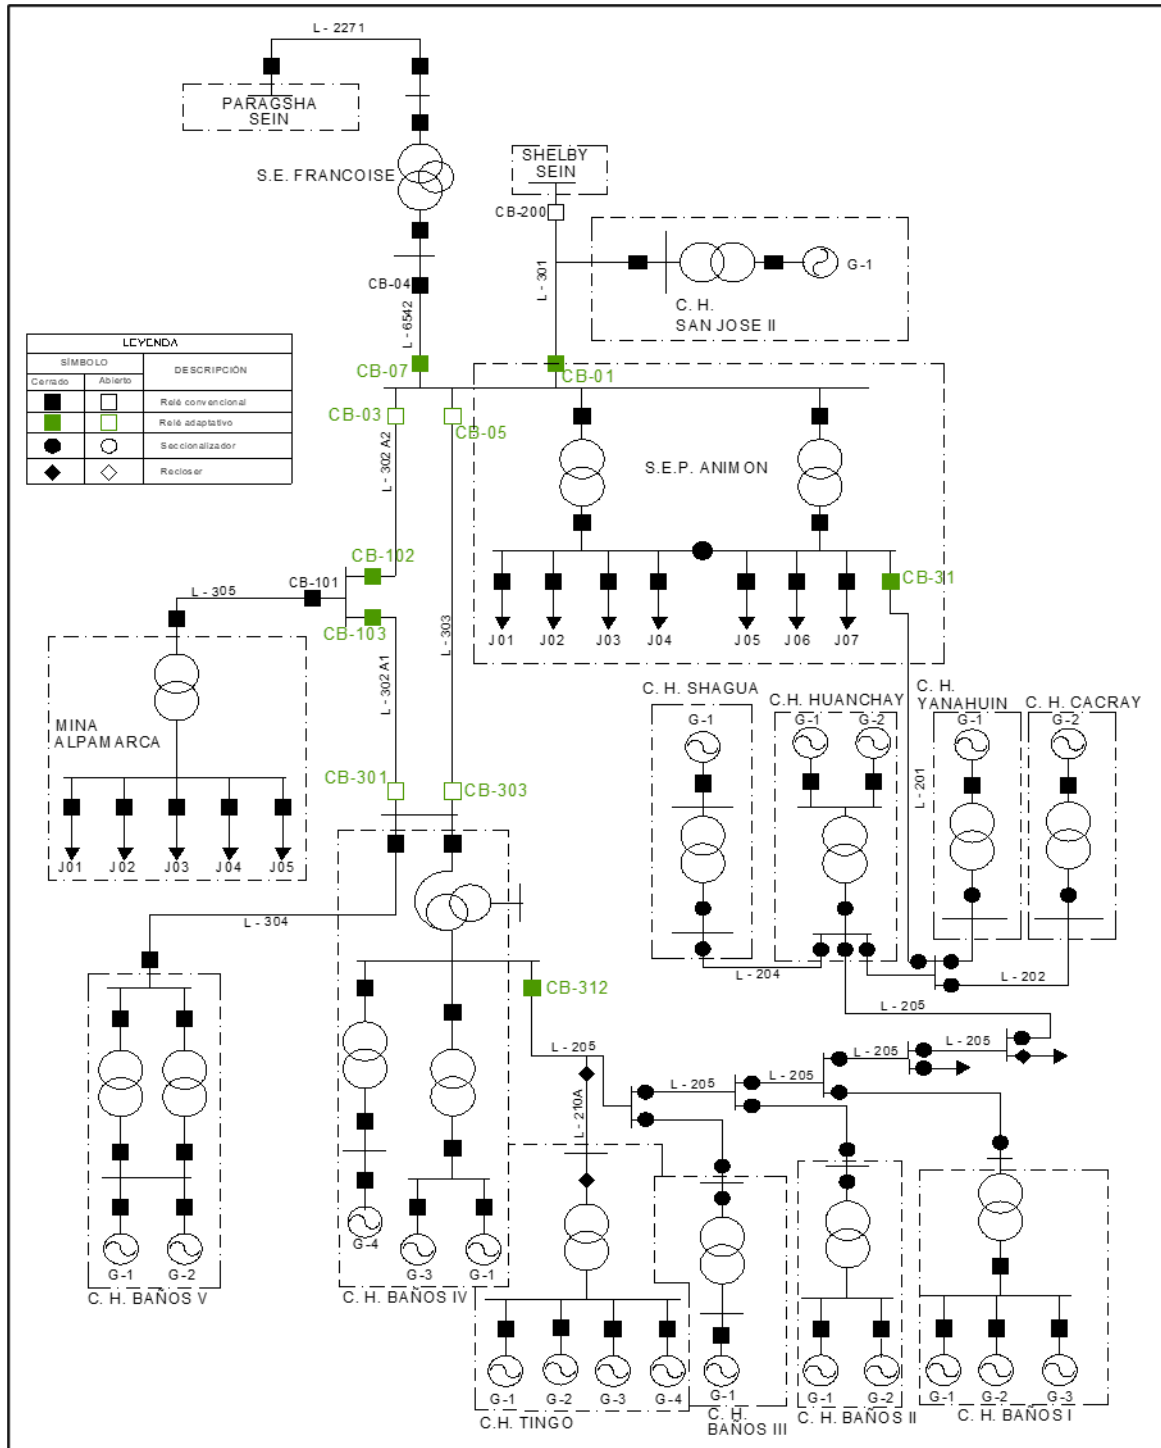 L - 2271
PARAGSHA
SEIN
S.E. FRANCOISE
SHELBY
SEIN
CB-200
L - 301
G-1
C. H.
SAN JOSE II
CB-04
L - 6542
CB-07
CB-01
LEYENDA
SÍMBOLO
DESCRIPCIÓN
Cerrado
Abierto
Relé convencional
Relé adaptativo
Seccionalizador
Recloser
CB-03
CB-05
L - 302 A2
S.E.P. ANIMON
CB-102
CB-101
L - 305
CB-103
CB-31
J01
J02
J03
J04
J05
J06
J07
L - 303
L - 302 A1
MINA
ALPAMARCA
C. H. SHAGUA
G-1
C.H. HUANCHAY
G-1
G-2
C. H.
YANAHUIN
G-1
C. H. CACRAY
G-2
L - 201
CB-301
CB-303
J01
J02
J03
J04
J05
L - 304
L - 204
L - 202
CB-312
L - 205
L - 205
L - 205
L - 205
L - 205
L - 205
L - 210A
G-1
G-2
C. H. BAÑOS V
G-4
G-3
G-1
C. H. BAÑOS IV
G-1
G-2
G-3
G-4
C.H. TINGO
G-1
C. H.
BAÑOS III
G-1
G-2
C. H. BAÑOS II
G-1
G-2
G-3
C. H. BAÑOS I